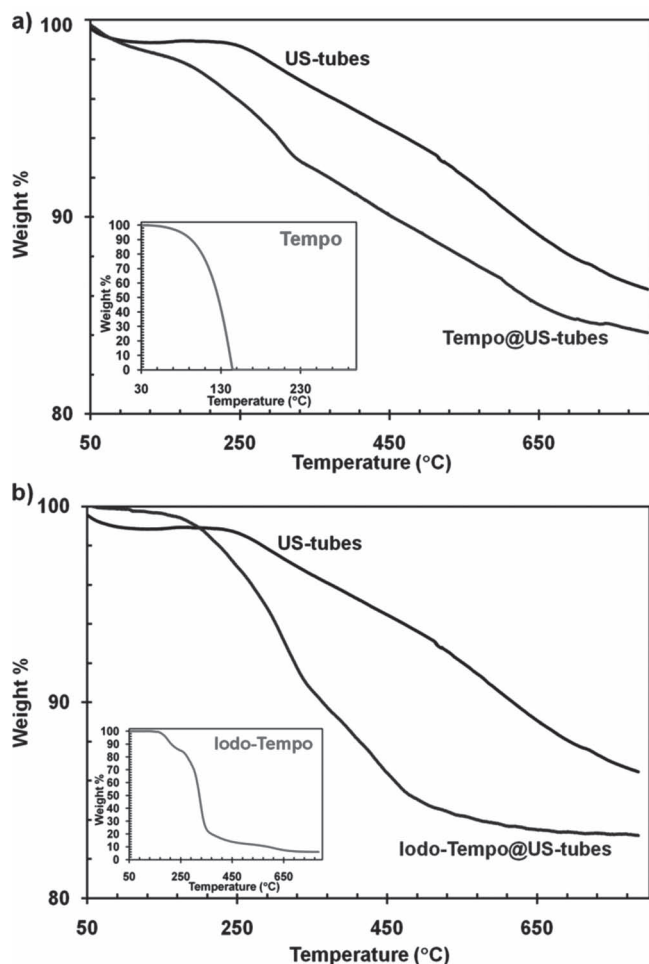 a)
100
US-tubes
Weight %
90
100
90
80
70
60
50
40
30
20
10
0
Tempo
Weight %
30 130 230
Temperature (°C)
Tempo@US-tubes
80
50 250 450 650
Temperature (°C)
b)
100
US-tubes
Weight %
90
100
90
80
70
60
50
40
30
20
10
0
Iodo-Tempo
Weight %
50 250 450 650
Temperature (°C)
Iodo-Tempo@US-tubes
80
50 250 450 650
Temperature (°C)